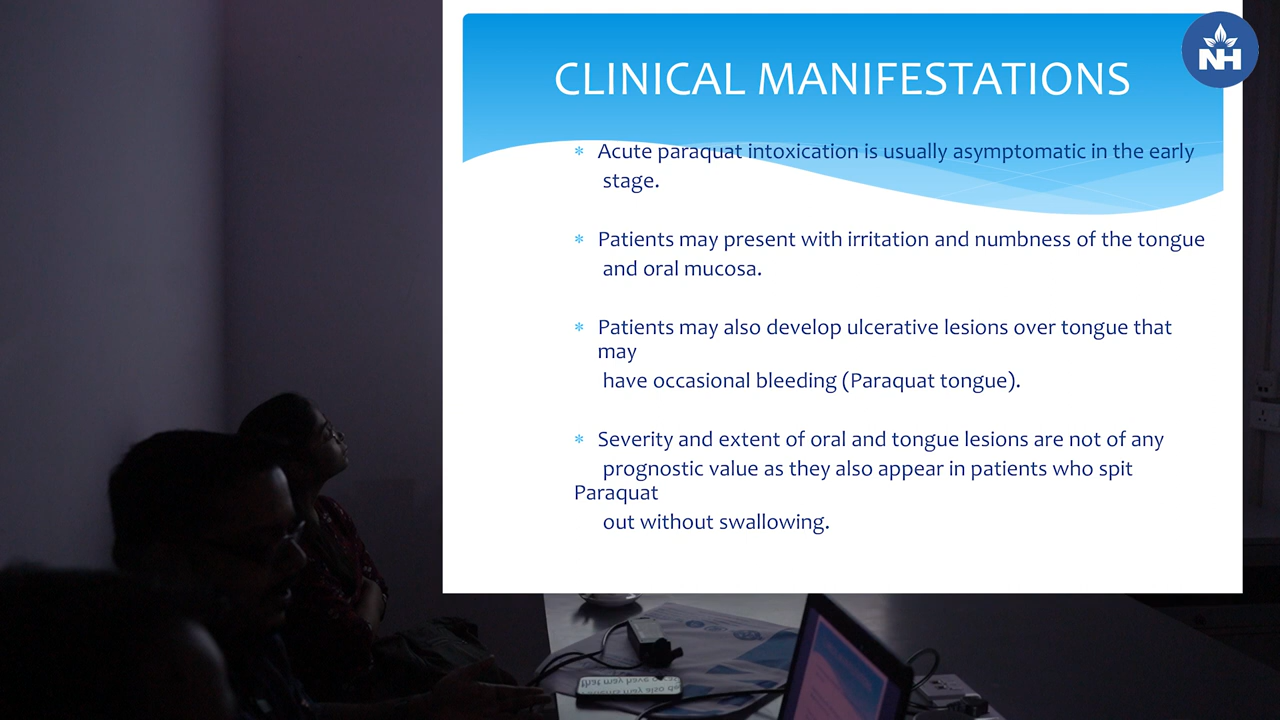 CLINICAL MANIFESTATIONS
NH
* Acute paraquat intoxication is usually asymptomatic in the early
stage.
* Patients may present with irritation and numbness of the tongue
and oral mucosa.
* Patients may also develop ulcerative lesions over tongue that
may
have occasional bleeding (Paraquat tongue).
* Severity and extent of oral and tongue lesions are not of any
prognostic value as they also appear in patients who spit
Paraquat
out without swallowing.
that may have